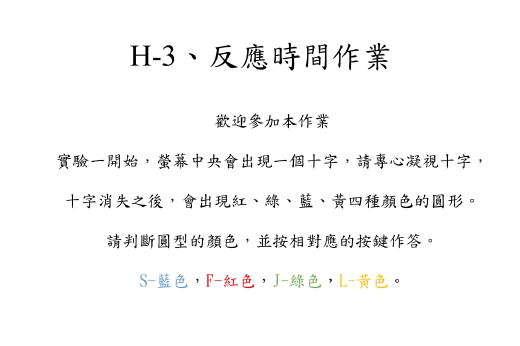 H-3、反應時間作業
歡迎參加本作業
實驗一開始，螢幕中央會出現一個十字，請專心凝視十字，
十字消失之後，會出現紅、綠、藍、黃四種顏色的圓形。
請判斷圓型的顏色，並按相對應的按鍵作答。
S-藍色，F-紅色，J-綠色，L-黃色。